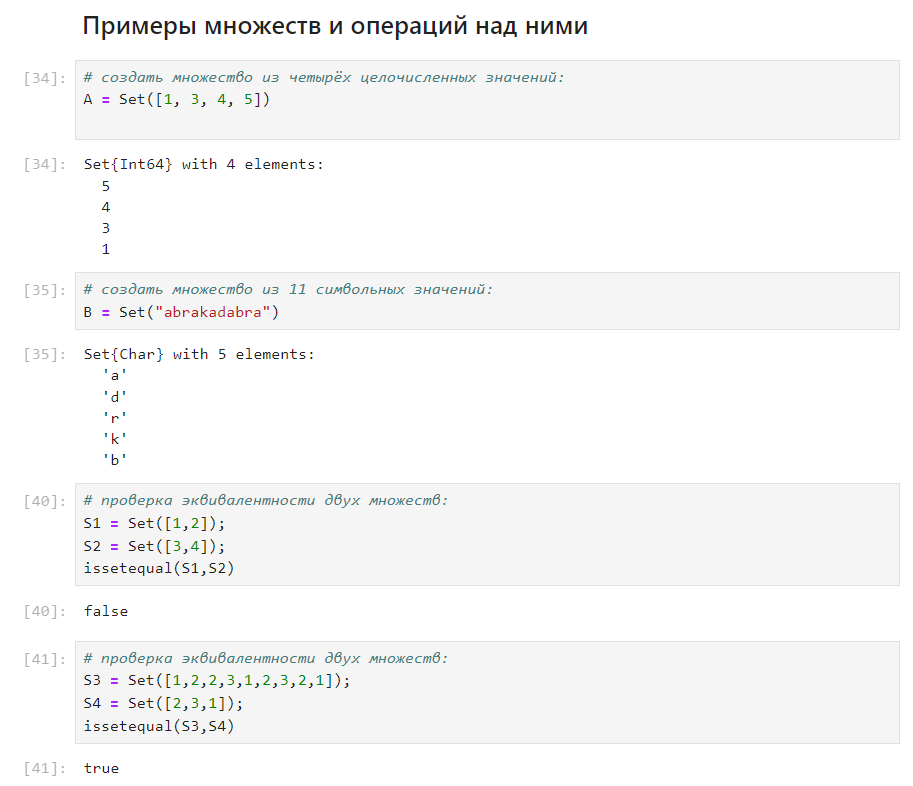 Примеры множеств и операций над ними
[34]: # создать множество из четырёх целочисленных значений:
A = Set([1, 3, 4, 5])
[34]: Set{Int64} with 4 elements:
5
4
3
1
[35]: # создать множество из 11 символьных значений:
B = Set("abrakadabra")
[35]: Set{Char} with 5 elements:
'a'
'd'
'r'
'k'
'b'
[40]: # проверка эквивалентности двух множеств:
S1 = Set([1,2]);
S2 = Set([3,4]);
issetequal(S1,S2)
[40]: false
[41]: # проверка эквивалентности двух множеств:
S3 = Set([1,2,2,3,1,2,3,2,1]);
S4 = Set([2,3,1]);
issetequal(S3,S4)
[41]: true